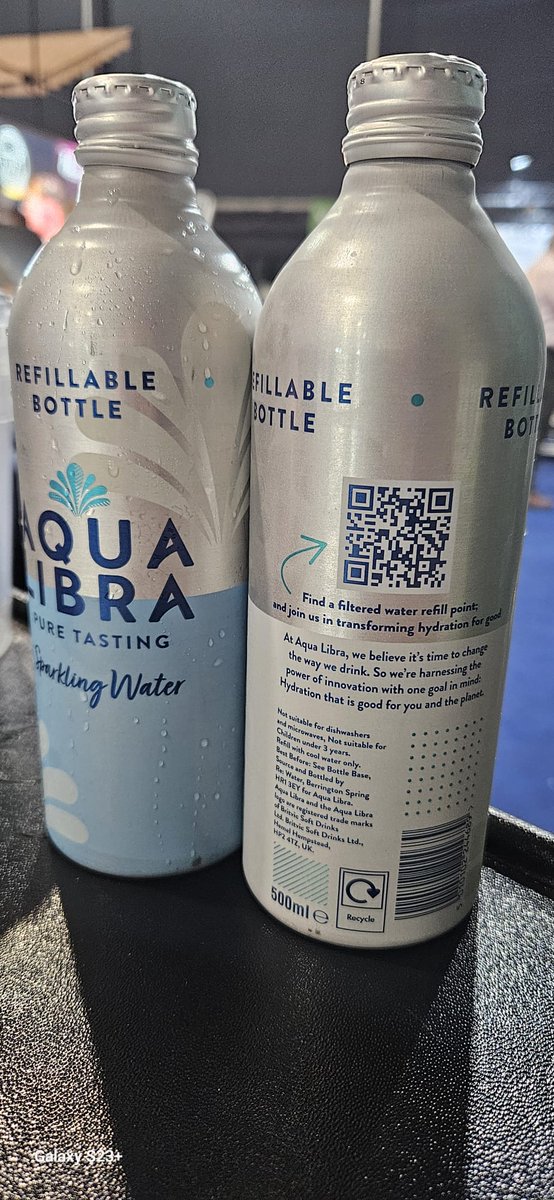 REFILLABLE
BOTTLE
AQUA
LIBRA
PURE TASTING
Sparkling Water
EFILLABLE
BOTTLE
REFIL
BOT
Find a filtered water refill point;
and join us in transforming hydration for good
At Aqua Libra, we believe it's time to change
the way we drink. So we're harnessing the
power of innovation with one goal in mind:
Hydration that is good for you and the planet.
Not suitable for dishwashers
and microwaves, Not suitable for
Children under 3 years.
Refill with cool water only.
Best Before: See Bottle Base,
Source and Bottled by
Re: Water, Berrington Spring
HR1 3EY for Aqua Libra.
Aqua Libra and the Aqua Libra
logo are registered trade marks
of Britvic Soft Drinks
Ltd. Britvic Soft Drinks Ltd.,
Hemel Hempstead,
HP2 4TZ, UK.
500ml e
Recycle
Galaxy S23+